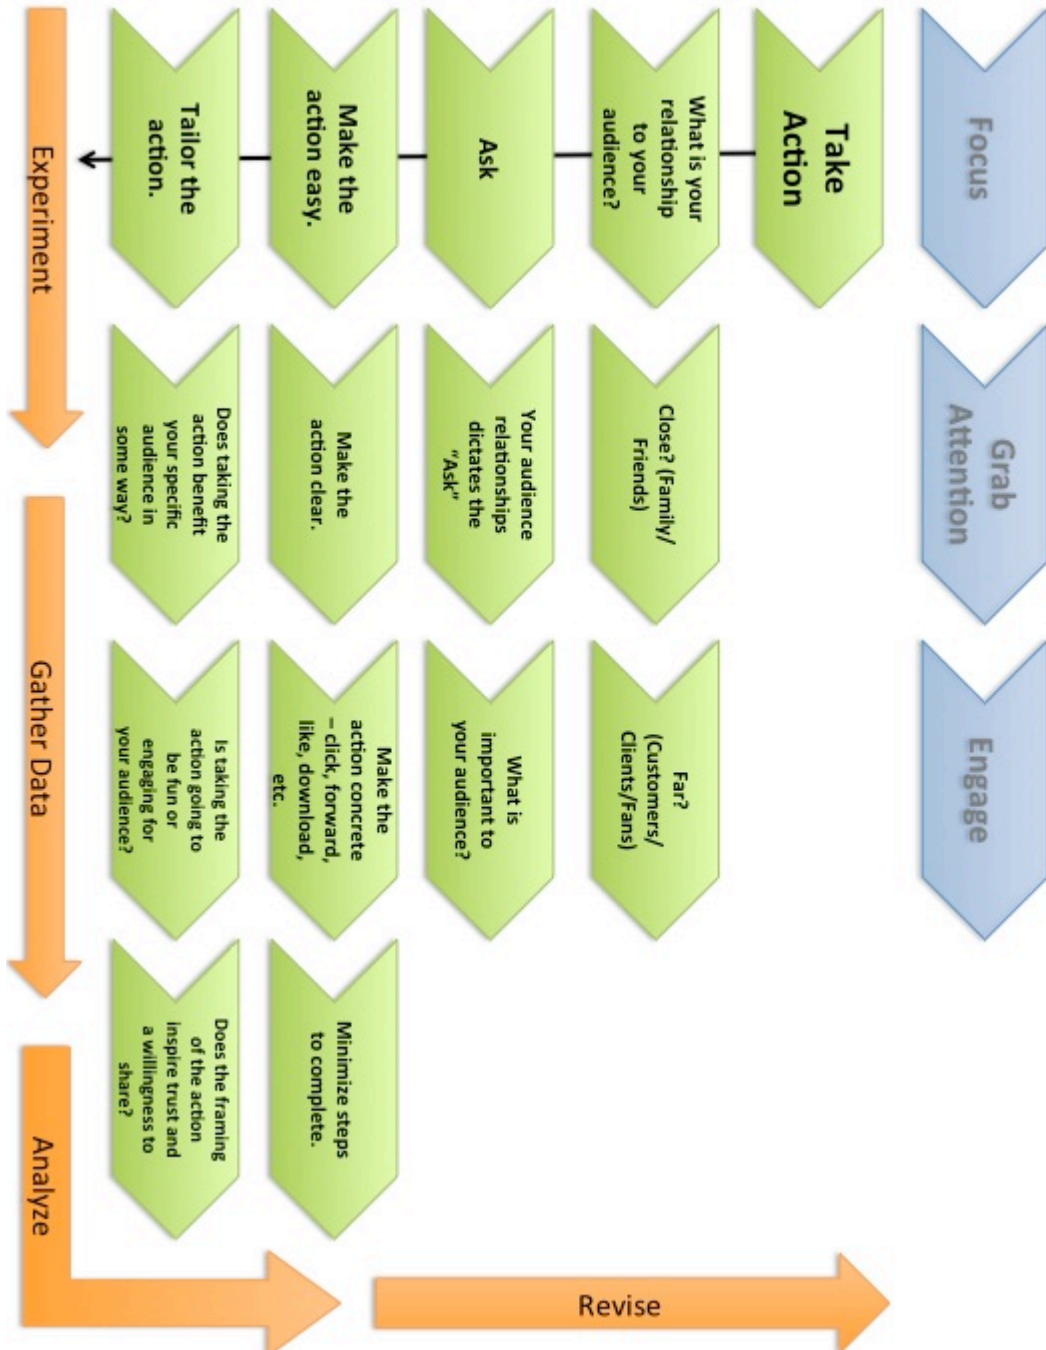 Focus
Grab
Attention
Engage
Take
Action
What is your
relationship
to your
audience?
Close? (Family/
Friends)
Far?
(Customers/
Clients/Fans)
Ask
Your audience
relationships
dictates the
“Ask”
What is
important to
your audience?
Make the
action easy.
Make the
action clear.
Make the
action concrete
– click, forward,
like, download,
etc.
Minimize steps
to complete.
Tailor the
action.
Does taking the
action benefit
your specific
audience in
some way?
Is taking the
action going to
be fun or
engaging for
your audience?
Does the framing
of the action
inspire trust and
a willingness to
share?
Experiment
Gather Data
Analyze
Revise